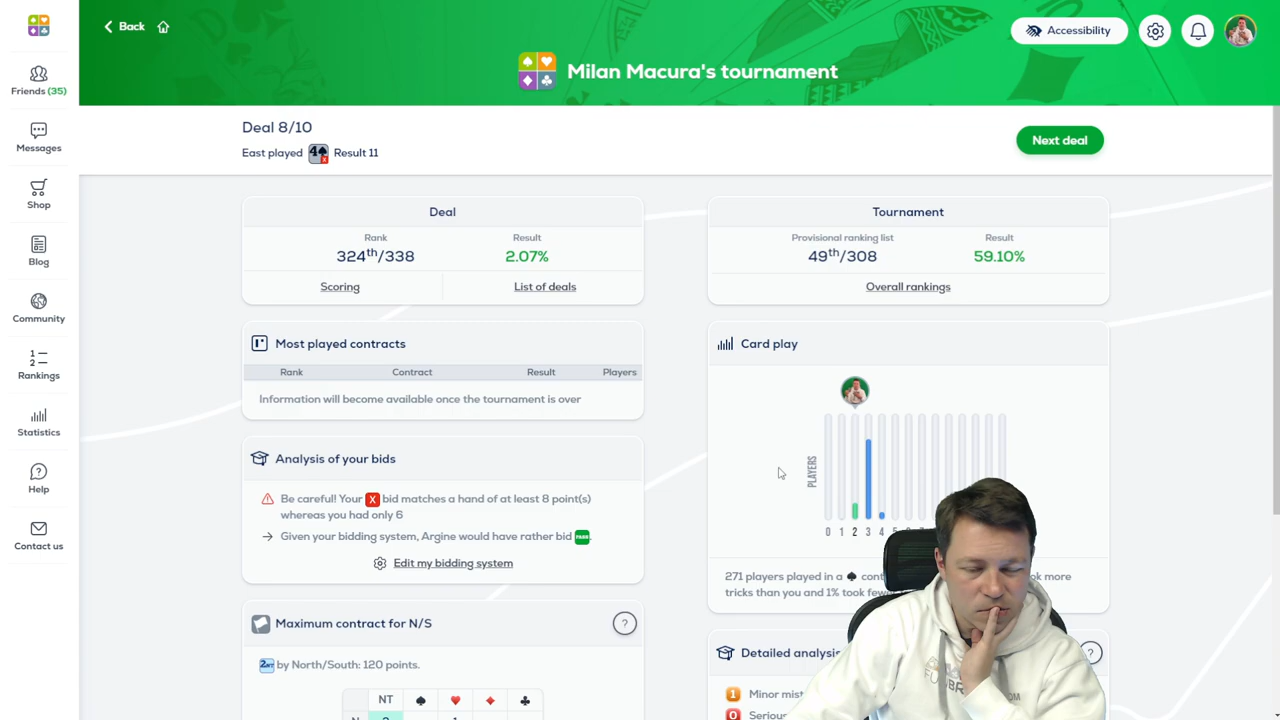 Back
Accessibility
Milan Macura's tournament
Friends (35)
Messages
Shop
Blog
Community
Rankings
Statistics
Help
Contact us
Deal 8/10
East played 4♠ X Result 11
Next deal
Deal
Rank
324th/338
Result
2.07%
Scoring
List of deals
Tournament
Provisional ranking list
49th/308
Result
59.10%
Overall rankings
Most played contracts
Rank Contract Result Players
Information will become available once the tournament is over
Card play
PLAYERS
0 1 2 3 4
271 players played in a ♠
tricks than you and 1% took
Analysis of your bids
Be careful! Your X bid matches a hand of at least 8 point(s)
whereas you had only 6
Given your bidding system, Argine would have rather bid PASS.
Edit my bidding system
Maximum contract for N/S
?
2NT by North/South: 120 points.
NT ♠ ♥ ♦ ♣
Detailed
?
1 Minor
0